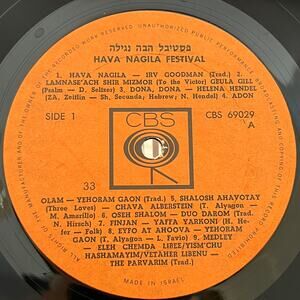 פסטיבל הבה נגילה
HAVA NAGILA FESTIVAL
1. HAVA NAGILA — IRV GOODMAN (Trad.) 2.
LAMNASE'ACH SHIR MIZMOR (To the Victor) GEULA GILL
(Psalm — D. Seltzer) 3. DONA, DONA — HELENA HENDEL
(ZA, Zeitlin — Sh. Secunda, Hebrew; N. Hendel) 4. ADON
SIDE 1
CBS
CBS 69029
A
33
OLAM — YEHORAM GAON (Trad.) 5. SHALOSH AHAYOTAY
(Three Loves) — CHAVA ALBERSTEIN (T. Alyagon —
M. Amarillo) 6. OSEH SHALOM — DUO DAROM (Trad.
N. Hirsch) 7. FINJAN — YAFFA YARKONI (H. He-
fer — Folk) 8. EYFO AT AHOOVA — YEHORAM
GAON (T. Alyagon — L. Favio) 9. MEDLEY
ELEH CHEMDA LIBEE/YISM'CHU
HASHAMAYIM/VETAHER LIBENU —
THE PARVARIM (Trad.)
MADE IN ISRAEL